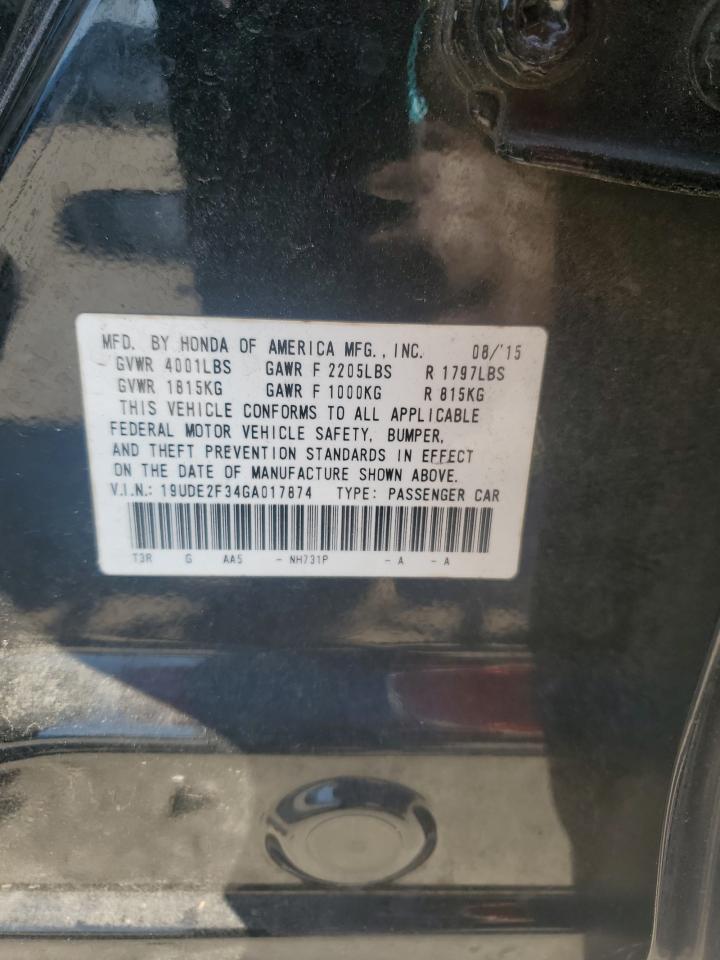 MFD. BY HONDA OF AMERICA MFG., INC. 08/'15
GVWR 4001LBS GAWR F 2205LBS R 1797LBS
GVWR 1815KG GAWR F 1000KG R 815KG
THIS VEHICLE CONFORMS TO ALL APPLICABLE
FEDERAL MOTOR VEHICLE SAFETY, BUMPER,
AND THEFT PREVENTION STANDARDS IN EFFECT
ON THE DATE OF MANUFACTURE SHOWN ABOVE.
V.I.N.: 19UDE2F34GA017874 TYPE: PASSENGER CAR
T3R G AA5 - NH731P - A - A